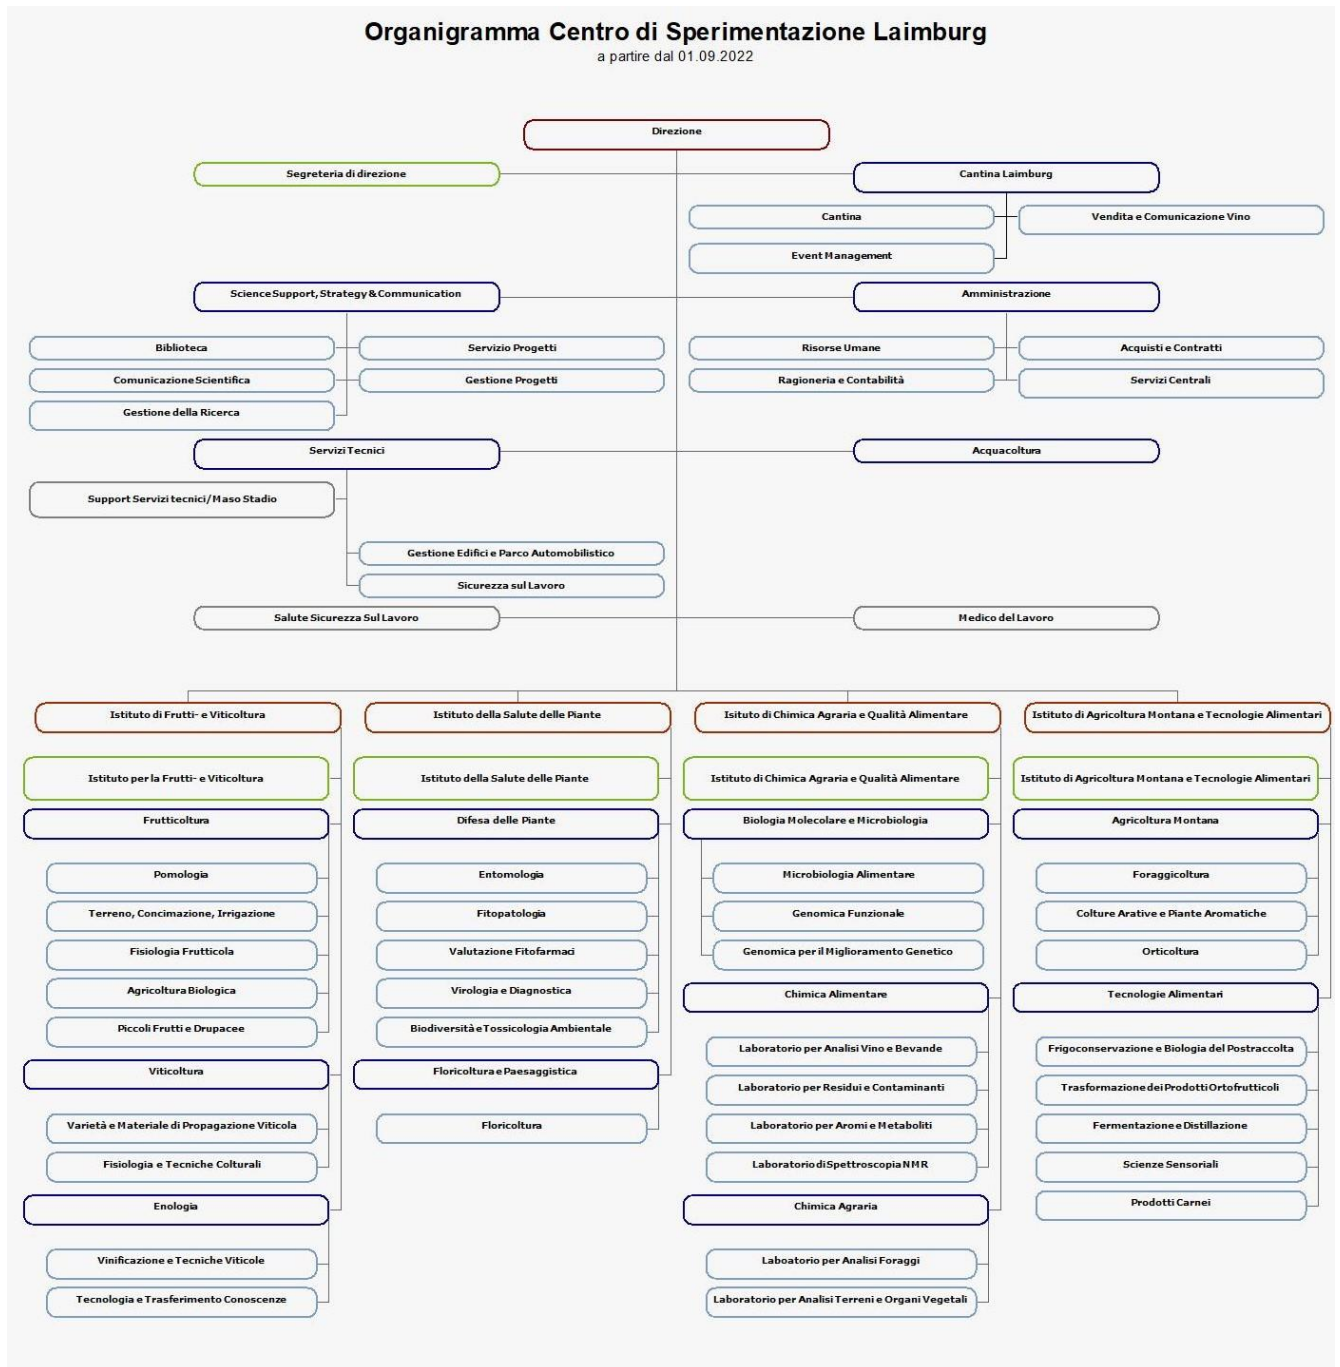 Organigramma Centro di Sperimentazione Laimburg
a partire dal 01.09.2022
Direzione
Segreteria di direzione
Cantina Laimburg
Cantina
Vendita e Comunicazione Vino
Event Management
Science Support, Strategy & Communication
Amministrazione
Biblioteca
Servizio Progetti
Risorse Umane
Acquisti e Contratti
Comunicazione Scientifica
Gestione Progetti
Ragioneria e Contabilità
Servizi Centrali
Gestione della Ricerca
Servizi Tecnici
Acquacoltura
Support Servizi tecnici/Maso Stadio
Gestione Edifici e Parco Automobilistico
Sicurezza sul Lavoro
Salute Sicurezza Sul Lavoro
Medico del Lavoro
Istituto di Frutti- e Viticoltura
Istituto per la Frutti- e Viticoltura
Frutticoltura
Pomologia
Terreno, Concimazione, Irrigazione
Fisiologia Frutticola
Agricoltura Biologica
Piccoli Frutti e Drupacee
Viticoltura
Varietà e Materiale di Propagazione Viticola
Fisiologia e Tecniche Colturali
Enologia
Vinificazione e Tecniche Viticole
Tecnologia e Trasferimento Conoscenze
Istituto della Salute delle Piante
Istituto della Salute delle Piante
Difesa delle Piante
Entomologia
Fitopatologia
Valutazione Fitofarmaci
Virologia e Diagnostica
Biodiversità e Tossicologia Ambientale
Floricoltura e Paesaggistica
Floricoltura
Isituto di Chimica Agraria e Qualità Alimentare
Istituto di Chimica Agraria e Qualità Alimentare
Biologia Molecolare e Microbiologia
Microbiologia Alimentare
Genomica Funzionale
Genomica per il Miglioramento Genetico
Chimica Alimentare
Laboratorio per Analisi Vino e Bevande
Laboratorio per Residui e Contaminanti
Laboratorio per Aromi e Metaboliti
Laboratorio di Spettroscopia NMR
Chimica Agraria
Laboatorio per Analisi Foraggi
Laboratorio per Analisi Terreni e Organi Vegetali
Istituto di Agricoltura Montana e Tecnologie Alimentari
Istituto di Agricoltura Montana e Tecnologie Alimentari
Agricoltura Montana
Foraggicoltura
Colture Arative e Piante Aromatiche
Orticoltura
Tecnologie Alimentari
Frigoconservazione e Biologia del Postraccolta
Trasformazione dei Prodotti Ortofrutticoli
Fermentazione e Distillazione
Scienze Sensoriali
Prodotti Carnei